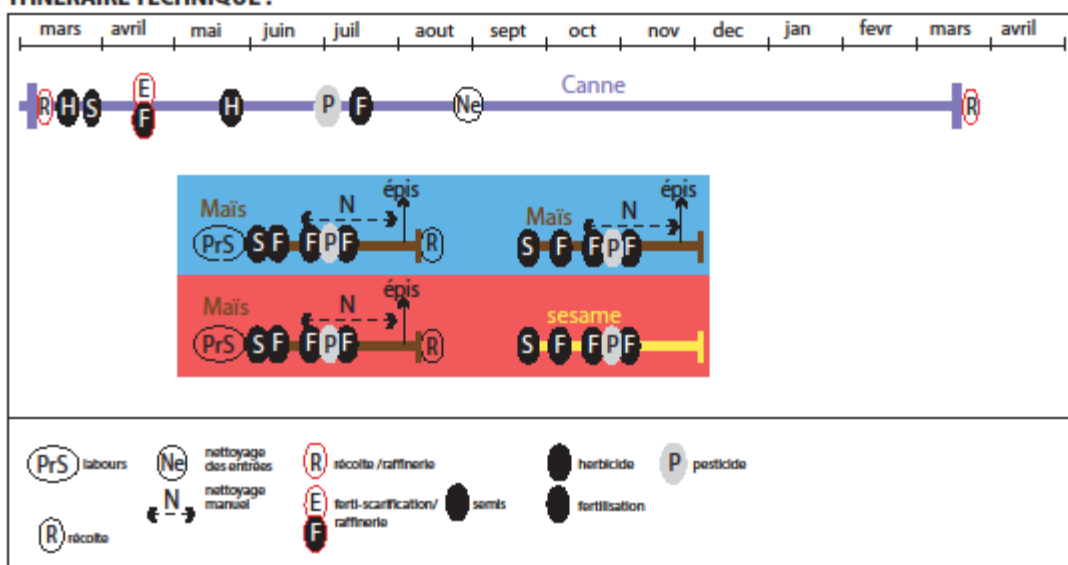 ITINERAIRE TECHNIQUE :
mars avril mai juin juil aout sept oct nov dec jan fevr mars avril
Canne
R H S E F H P F Ne R
épis épis
Maïs N Maïs N
PrS S F F P F R S F F P F
épis
Maïs N sesame
PrS S F F P F R S F F P F
PrS labours Ne nettoyage des entrées R récolte /raffinerie herbicide P pesticide
N nettoyage manuel E F ferti-scarification/ raffinerie semis fertilisation
R récolte